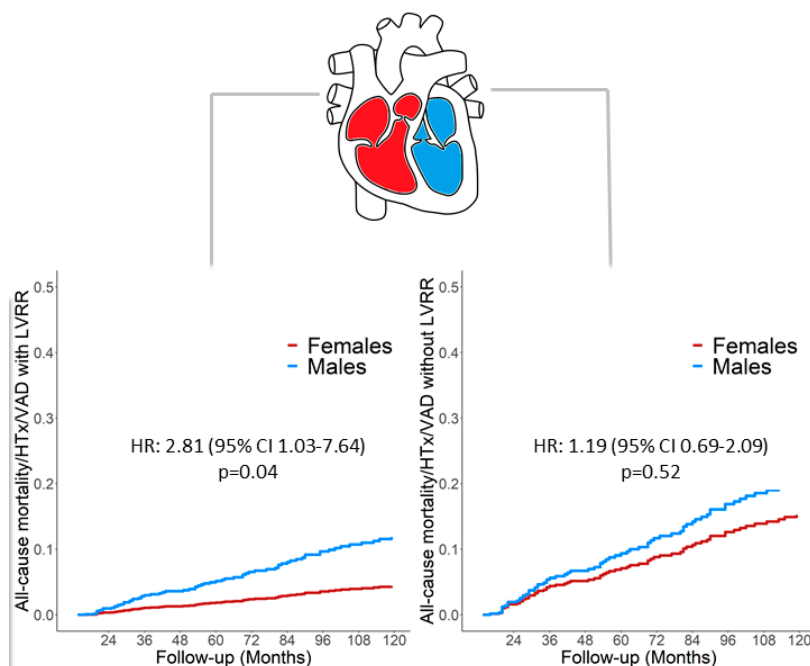 All-cause mortality/HTx/VAD with LVRR
0.5
0.4
0.3
0.2
0.1
0.0
Females
Males
HR: 2.81 (95% CI 1.03-7.64)
p=0.04
24 36 48 60 72 84 96 108 120
Follow-up (Months)
All-cause mortality/HTx/VAD without LVRR
0.5
0.4
0.3
0.2
0.1
0.0
Females
Males
HR: 1.19 (95% CI 0.69-2.09)
p=0.52
24 36 48 60 72 84 96 108 120
Follow-up (Months)